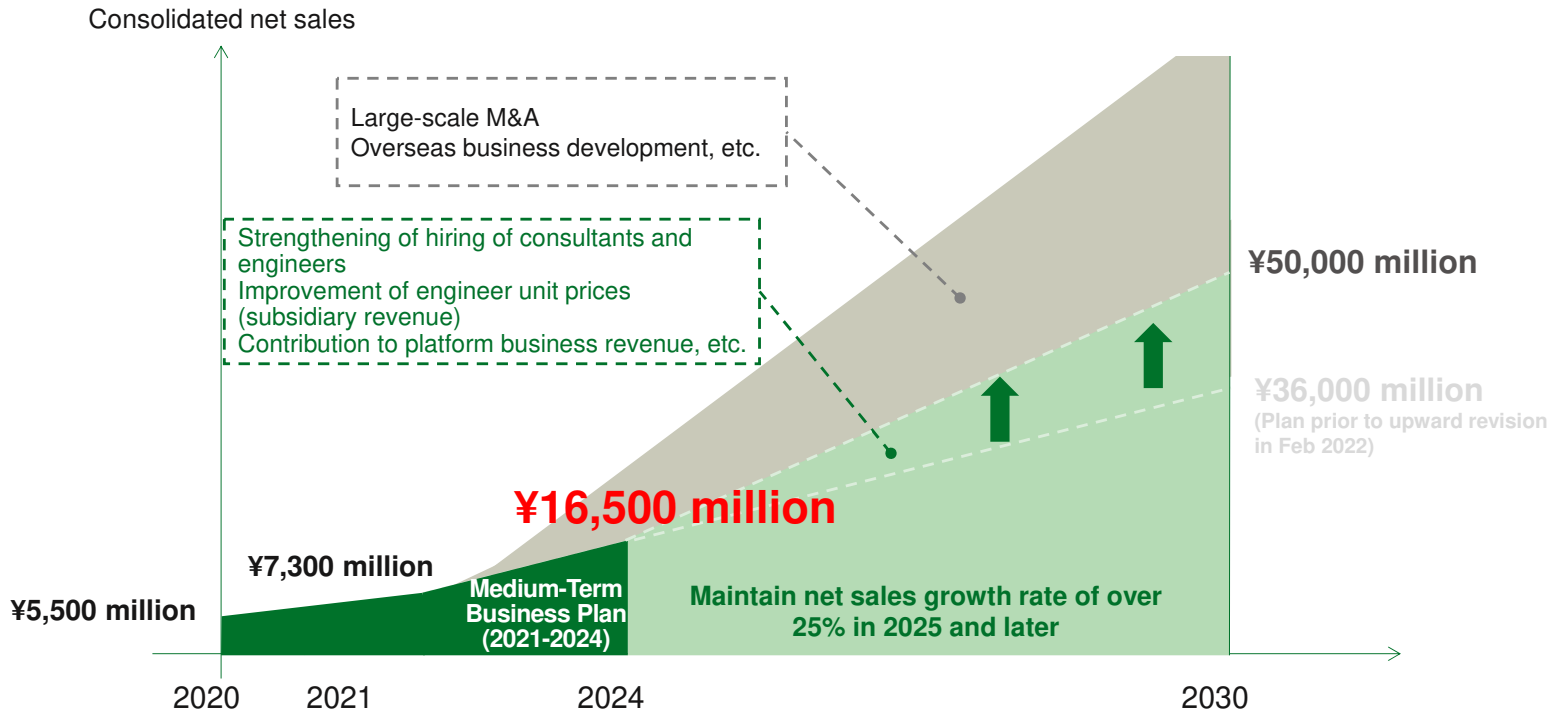 Consolidated net sales
Large-scale M&A
Overseas business development, etc.
Strengthening of hiring of consultants and
engineers
Improvement of engineer unit prices
(subsidiary revenue)
Contribution to platform business revenue, etc.
¥50,000 million
¥36,000 million
(Plan prior to upward revision
in Feb 2022)
¥16,500 million
¥7,300 million
¥5,500 million
Medium-Term
Business Plan
(2021-2024)
Maintain net sales growth rate of over
25% in 2025 and later
2020
2021
2024
2030